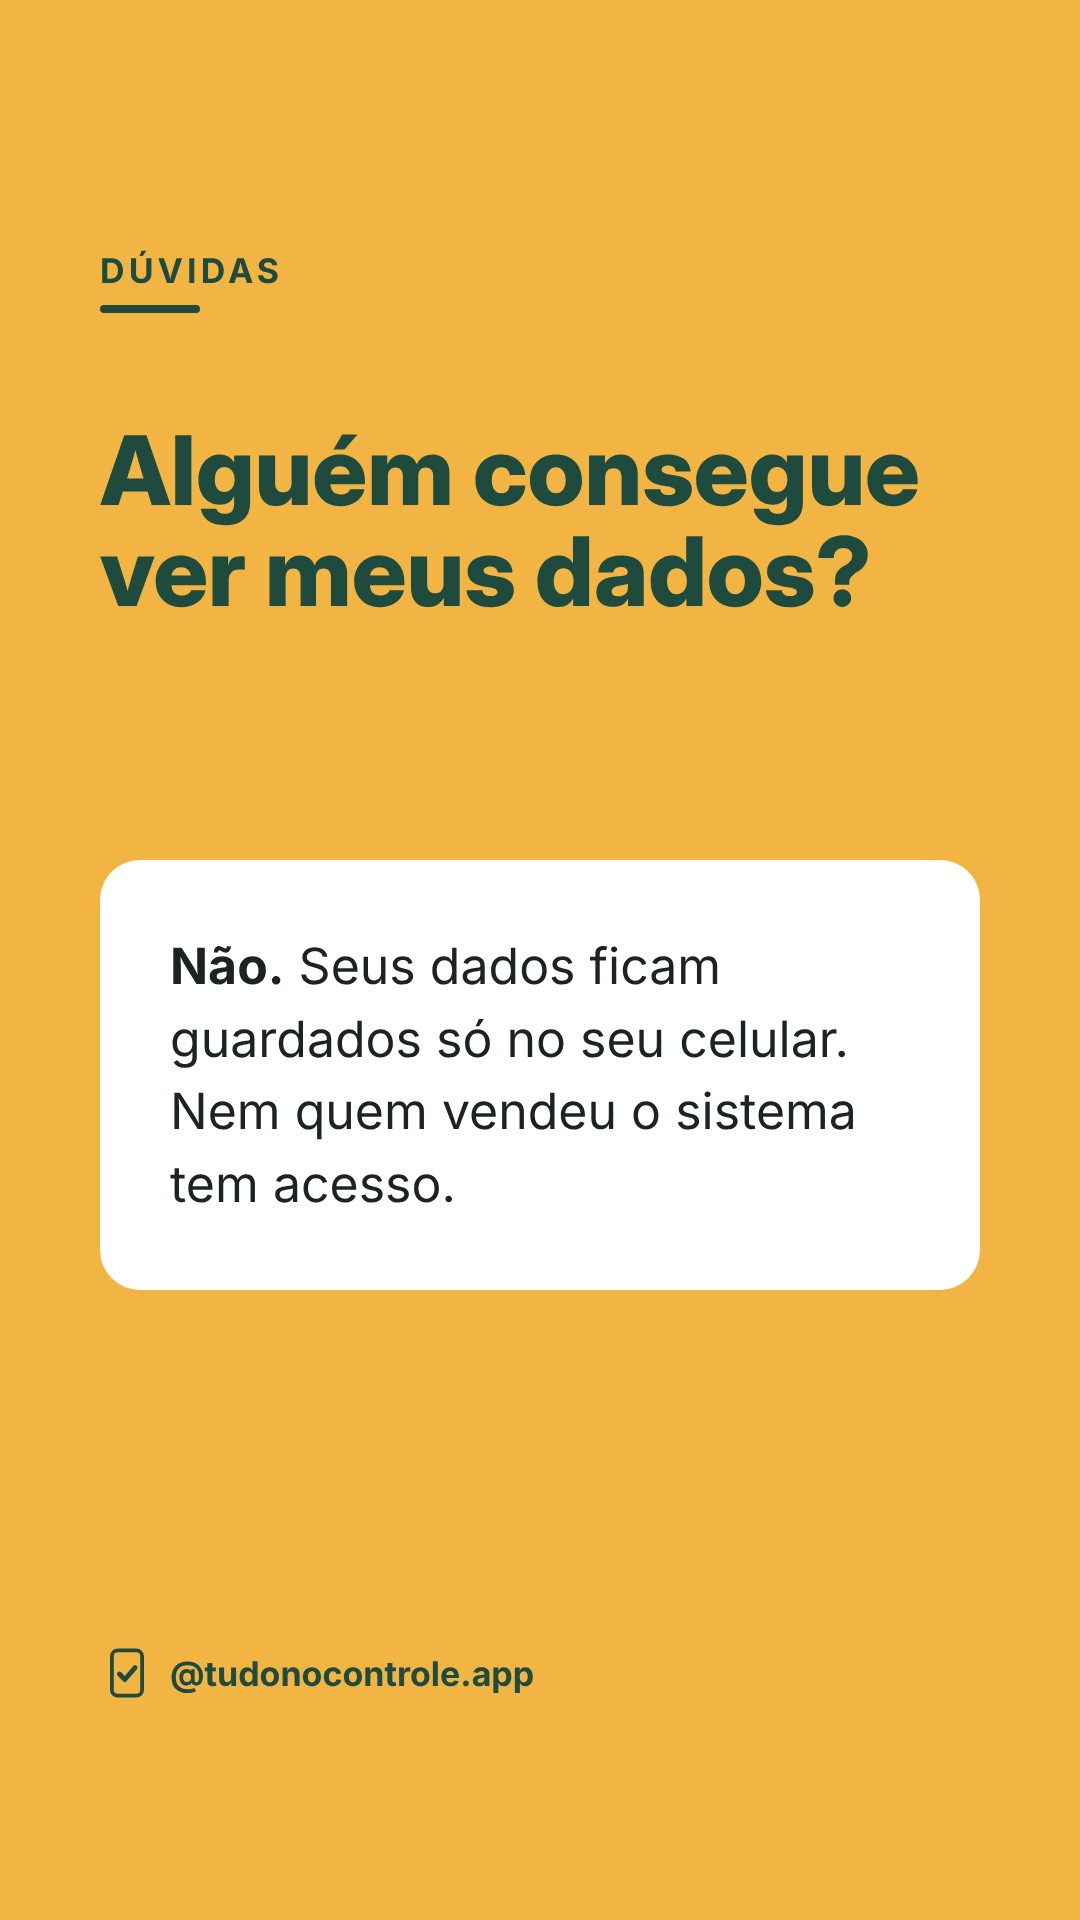 DÚVIDAS
Alguém consegue
ver meus dados?
Não. Seus dados ficam
guardados só no seu celular.
Nem quem vendeu o sistema
tem acesso.
@tudonocontrole.app